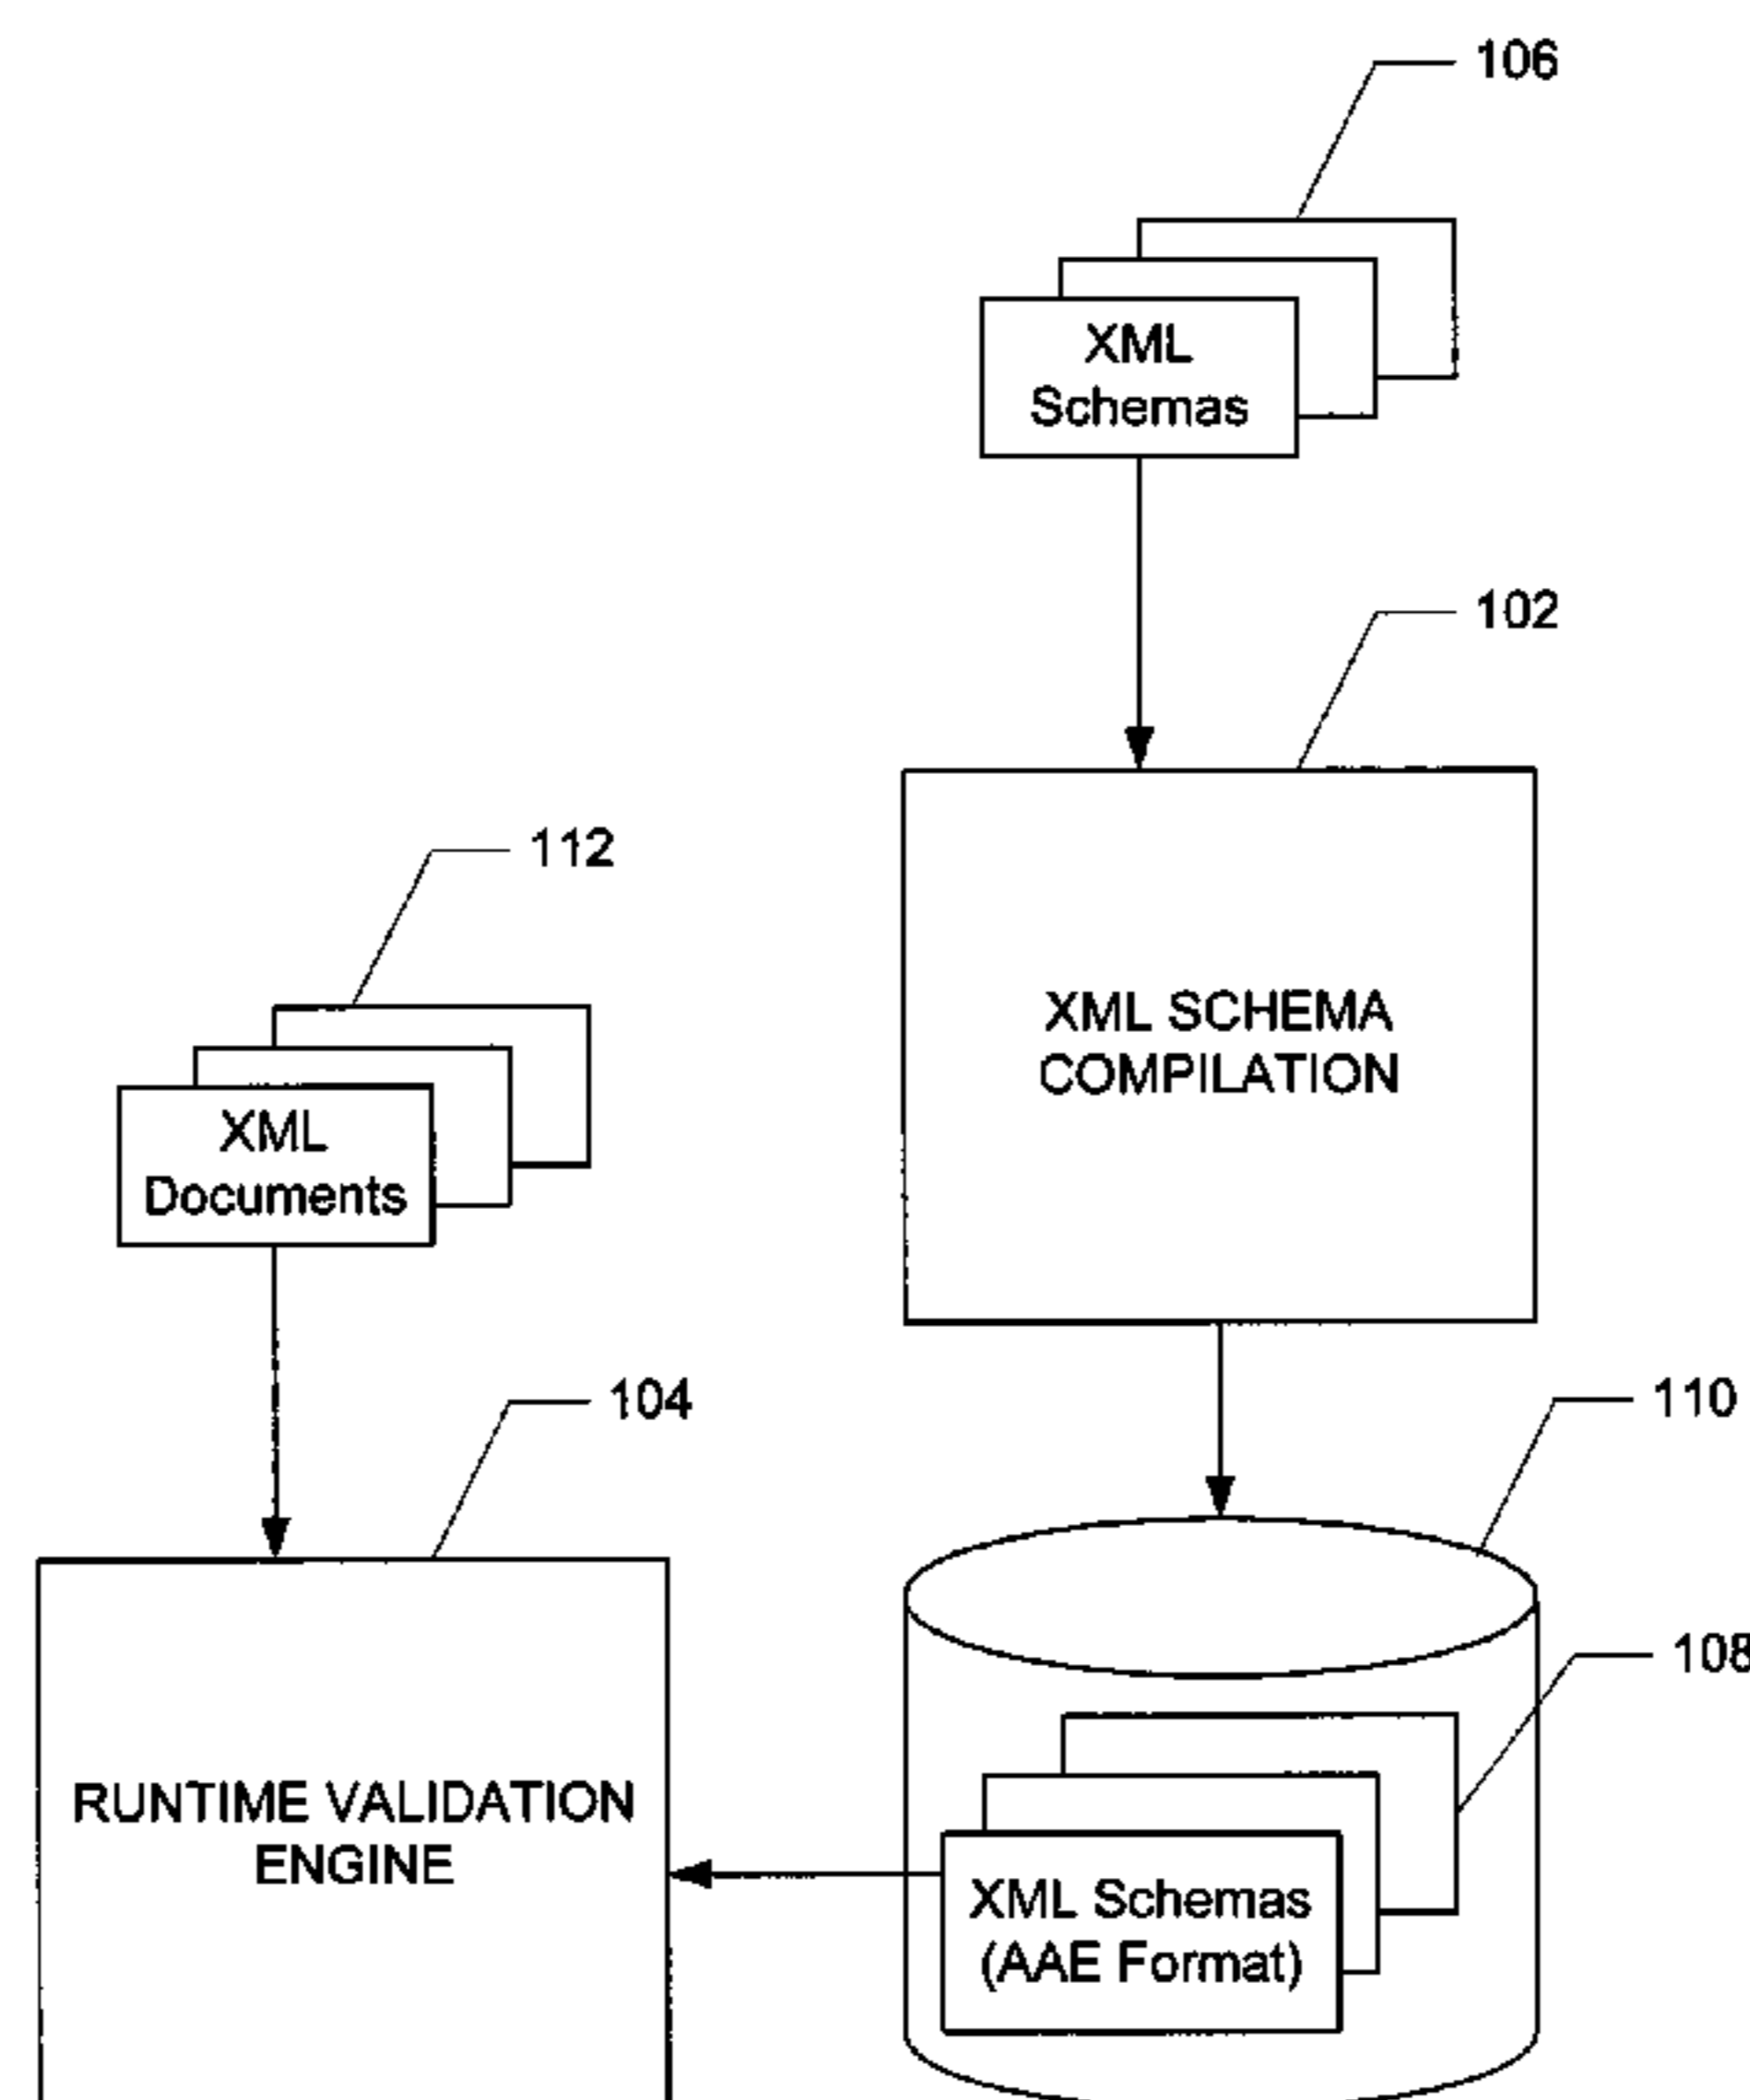 106
XML
Schemas
102
112
XML SCHEMA
COMPILATION
XML
Documents
104
110
108
RUNTIME VALIDATION
ENGINE
XML Schemas
(AAE Format)